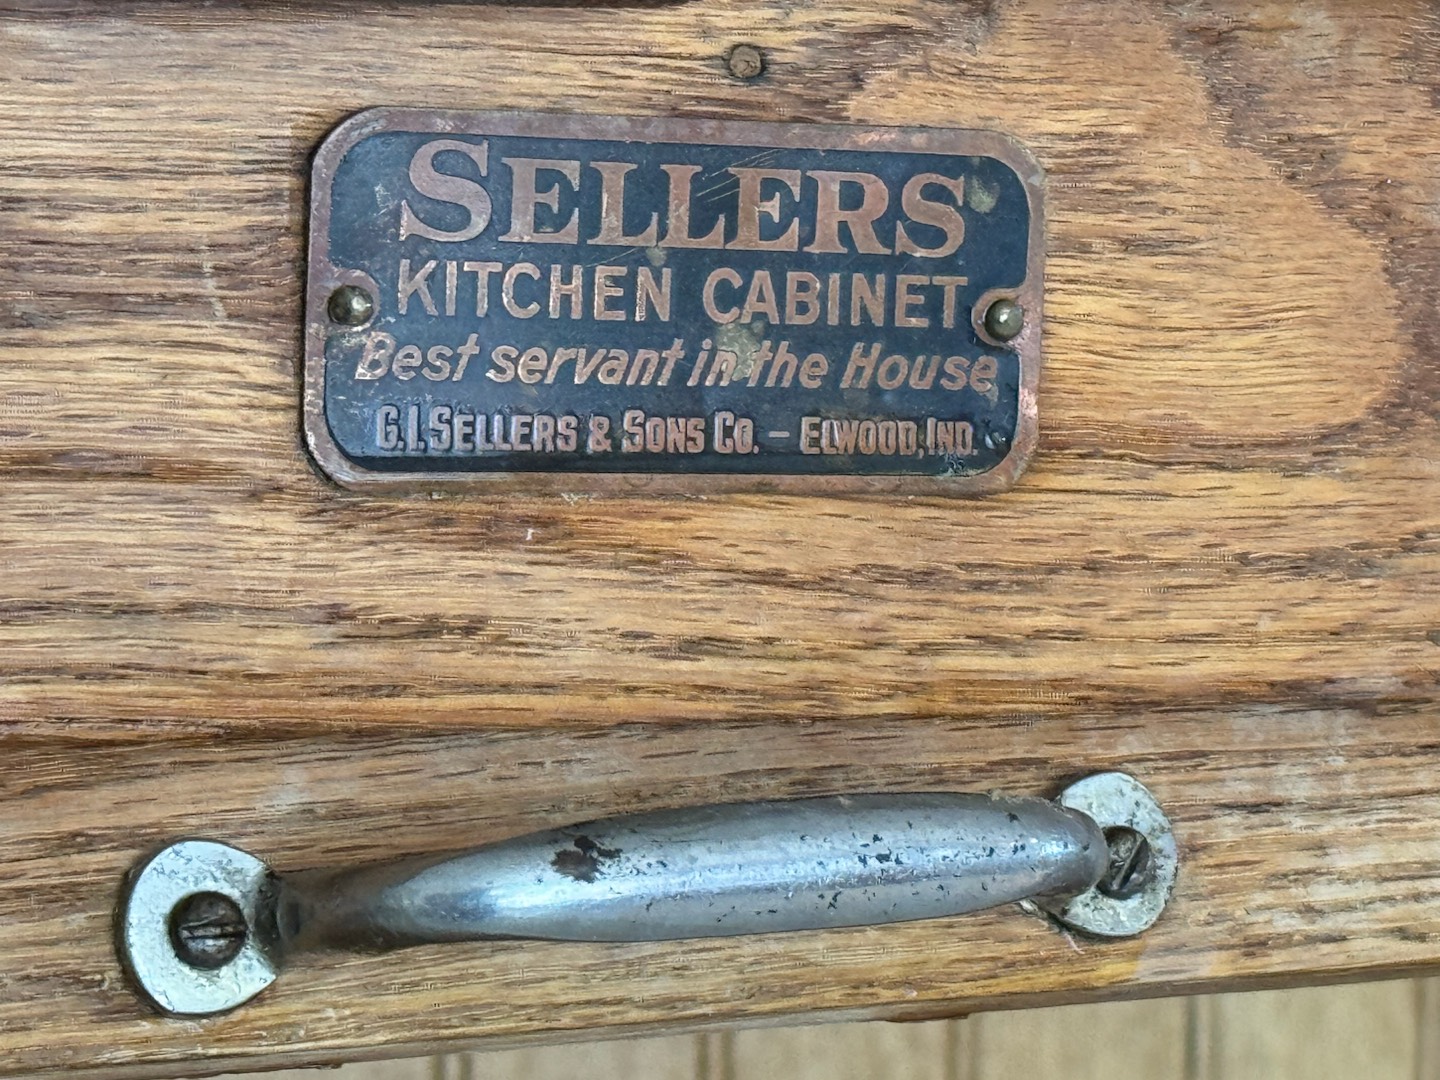 SELLERS
KITCHEN CABINET
Best servant in the House
G.I. SELLERS & SONS CO. – ELWOOD, IND.